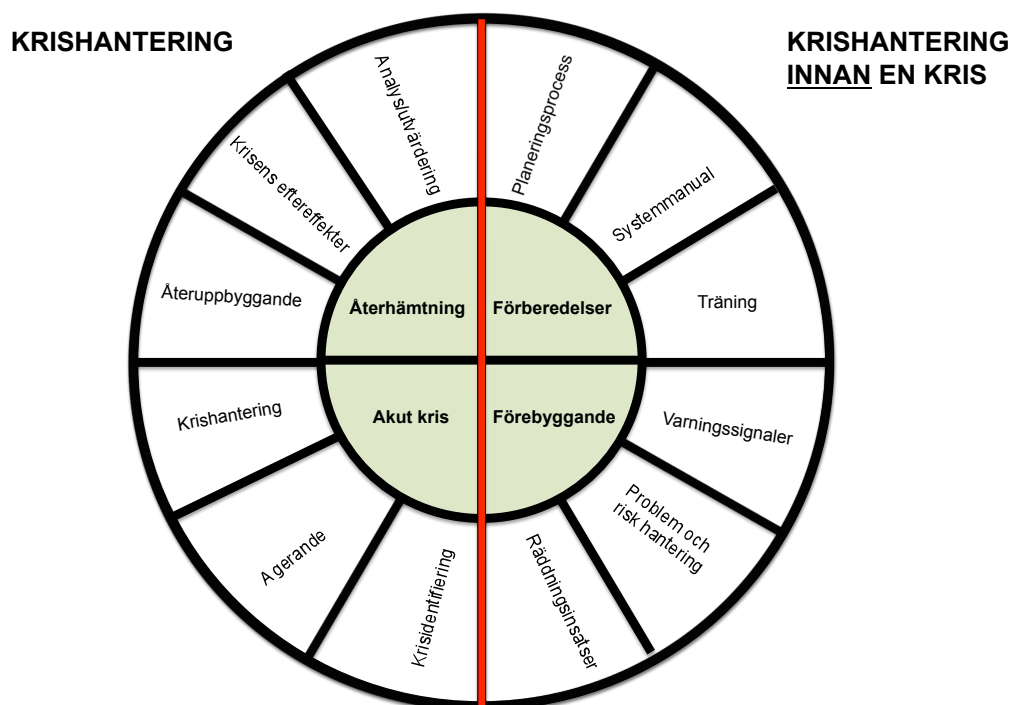 KRISHANTERING
KRISHANTERING
INNAN EN KRIS
Analys/utvärdering
Planeringsprocess
Krisens eftereffekter
Systemmanual
Återuppbyggande
Träning
Återhämtning
Förberedelser
Akut kris
Förebyggande
Krishantering
Varningssignaler
Agerande
Problem och
risk hantering
Krisidentifiering
Räddningsinsatser